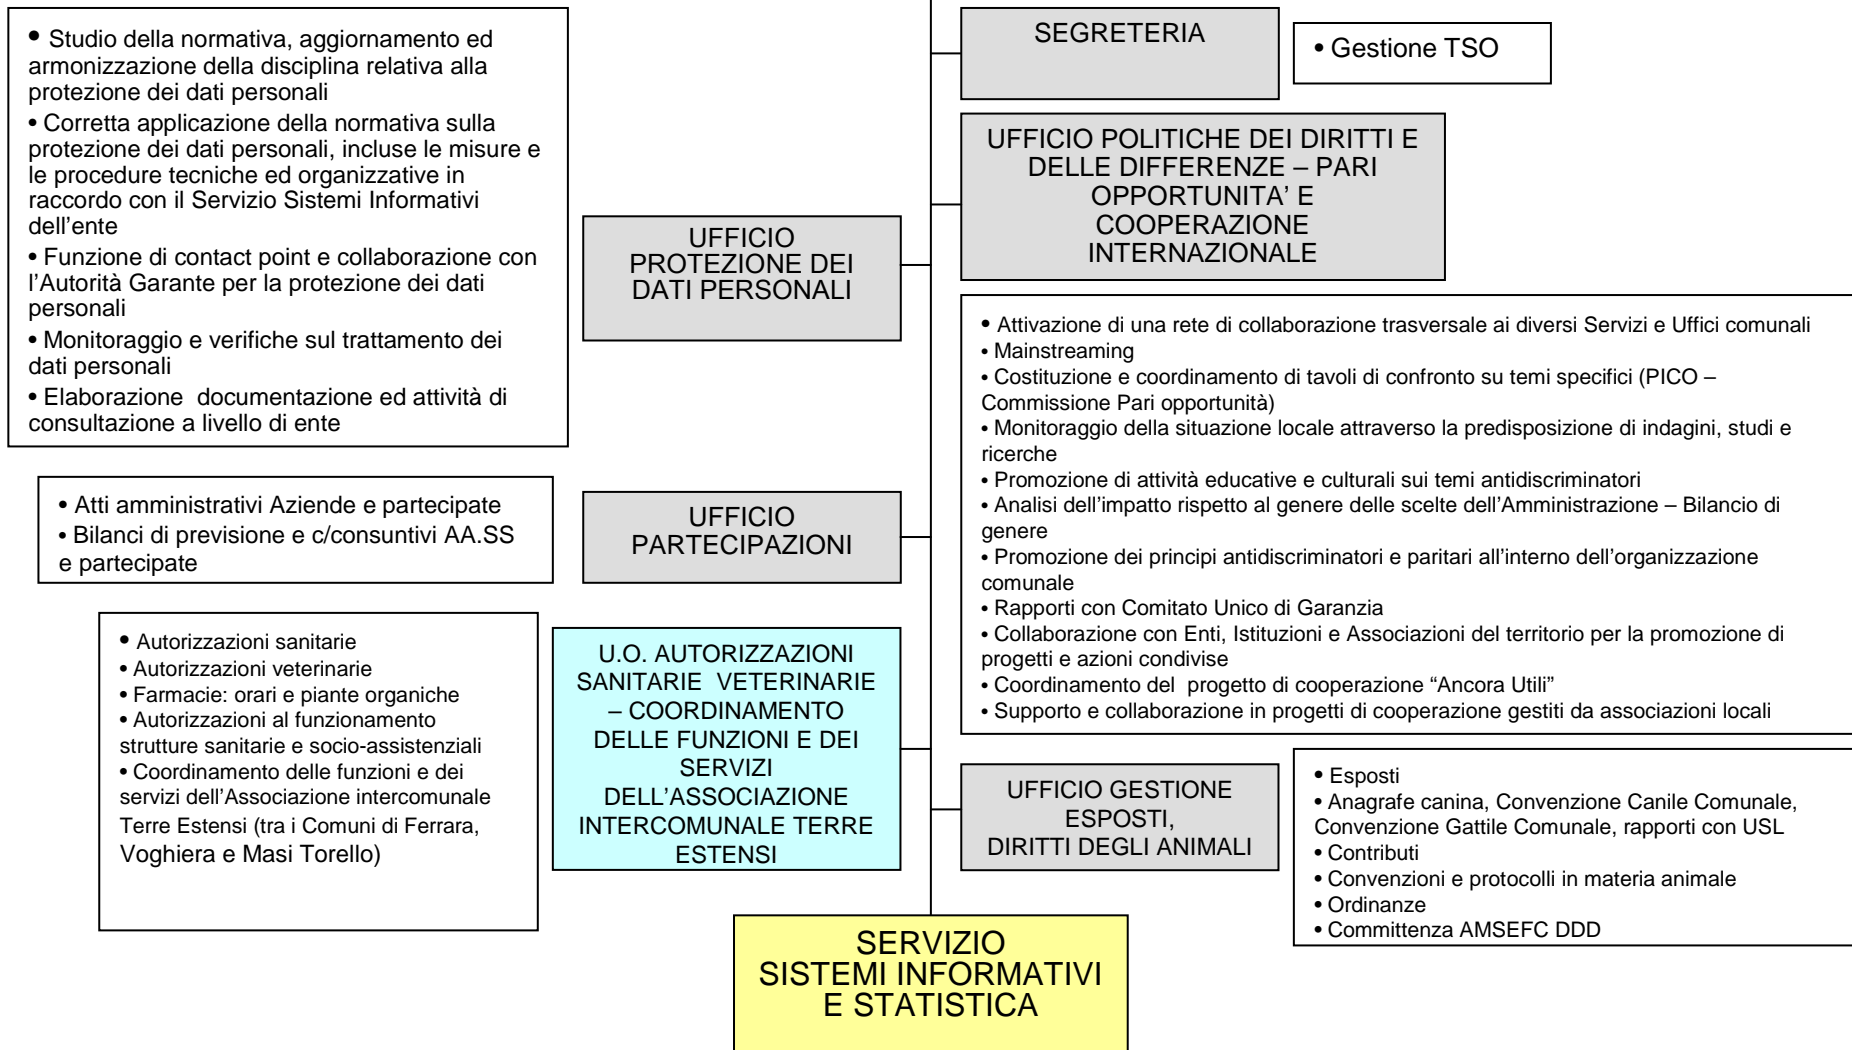 • Studio della normativa, aggiornamento ed
armonizzazione della disciplina relativa alla
protezione dei dati personali
• Corretta applicazione della normativa sulla
protezione dei dati personali, incluse le misure e
le procedure tecniche ed organizzative in
raccordo con il Servizio Sistemi Informativi
dell’ente
• Funzione di contact point e collaborazione con
l’Autorità Garante per la protezione dei dati
personali
• Monitoraggio e verifiche sul trattamento dei
dati personali
• Elaborazione  documentazione ed attività di
consultazione a livello di ente
UFFICIO
PROTEZIONE DEI
DATI PERSONALI
SEGRETERIA
• Gestione TSO
UFFICIO POLITICHE DEI DIRITTI E
DELLE DIFFERENZE – PARI
OPPORTUNITA’ E
COOPERAZIONE
INTERNAZIONALE
• Attivazione di una rete di collaborazione trasversale ai diversi Servizi e Uffici comunali
• Mainstreaming
• Costituzione e coordinamento di tavoli di confronto su temi specifici (PICO –
Commissione Pari opportunità)
• Monitoraggio della situazione locale attraverso la predisposizione di indagini, studi e
ricerche
• Promozione di attività educative e culturali sui temi antidiscriminatori
• Analisi dell’impatto rispetto al genere delle scelte dell’Amministrazione – Bilancio di
genere
• Promozione dei principi antidiscriminatori e paritari all’interno dell’organizzazione
comunale
• Rapporti con Comitato Unico di Garanzia
• Collaborazione con Enti, Istituzioni e Associazioni del territorio per la promozione di
progetti e azioni condivise
• Coordinamento del  progetto di cooperazione “Ancora Utili”
• Supporto e collaborazione in progetti di cooperazione gestiti da associazioni locali
• Atti amministrativi Aziende e partecipate
• Bilanci di previsione e c/consuntivi AA.SS
e partecipate
UFFICIO
PARTECIPAZIONI
• Autorizzazioni sanitarie
• Autorizzazioni veterinarie
• Farmacie: orari e piante organiche
• Autorizzazioni al funzionamento
strutture sanitarie e socio-assistenziali
• Coordinamento delle funzioni e dei
servizi dell’Associazione intercomunale
Terre Estensi (tra i Comuni di Ferrara,
Voghiera e Masi Torello)
U.O. AUTORIZZAZIONI
SANITARIE  VETERINARIE
– COORDINAMENTO
DELLE FUNZIONI E DEI
SERVIZI
DELL’ASSOCIAZIONE
INTERCOMUNALE TERRE
ESTENSI
UFFICIO GESTIONE
ESPOSTI,
DIRITTI DEGLI ANIMALI
• Esposti
• Anagrafe canina, Convenzione Canile Comunale,
Convenzione Gattile Comunale, rapporti con USL
• Contributi
• Convenzioni e protocolli in materia animale
• Ordinanze
• Committenza AMSEFC DDD
SERVIZIO
SISTEMI INFORMATIVI
E STATISTICA